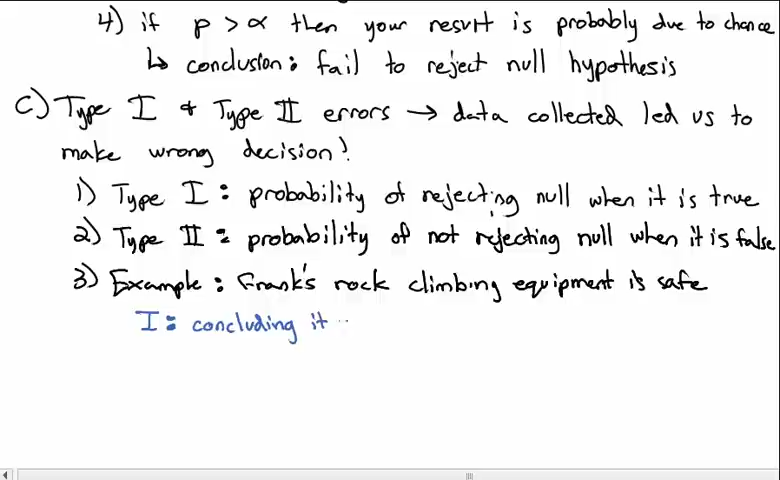 4) if p > α then your result is probably due to chance
↳ conclusion: fail to reject null hypothesis
C) Type I + Type II errors → data collected led us to
make wrong decision!
1) Type I: probability of rejecting null when it is true
2) Type II: probability of not rejecting null when it is false
3) Example: Frank's rock climbing equipment is safe
I: concluding it